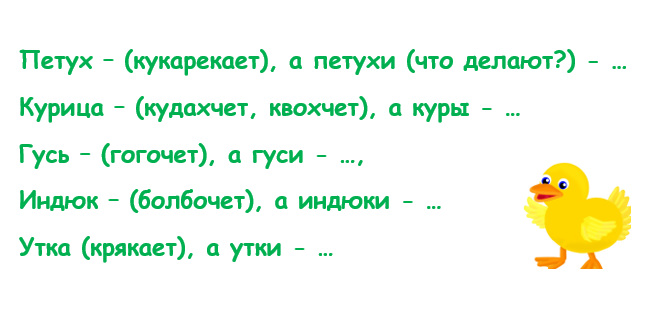 Петух – (кукарекает), а петухи (что делают?) - …
Курица – (кудахчет, квохчет), а куры - …
Гусь – (гогочет), а гуси - …,
Индюк – (болбочет), а индюки - …
Утка (крякает), а утки - …